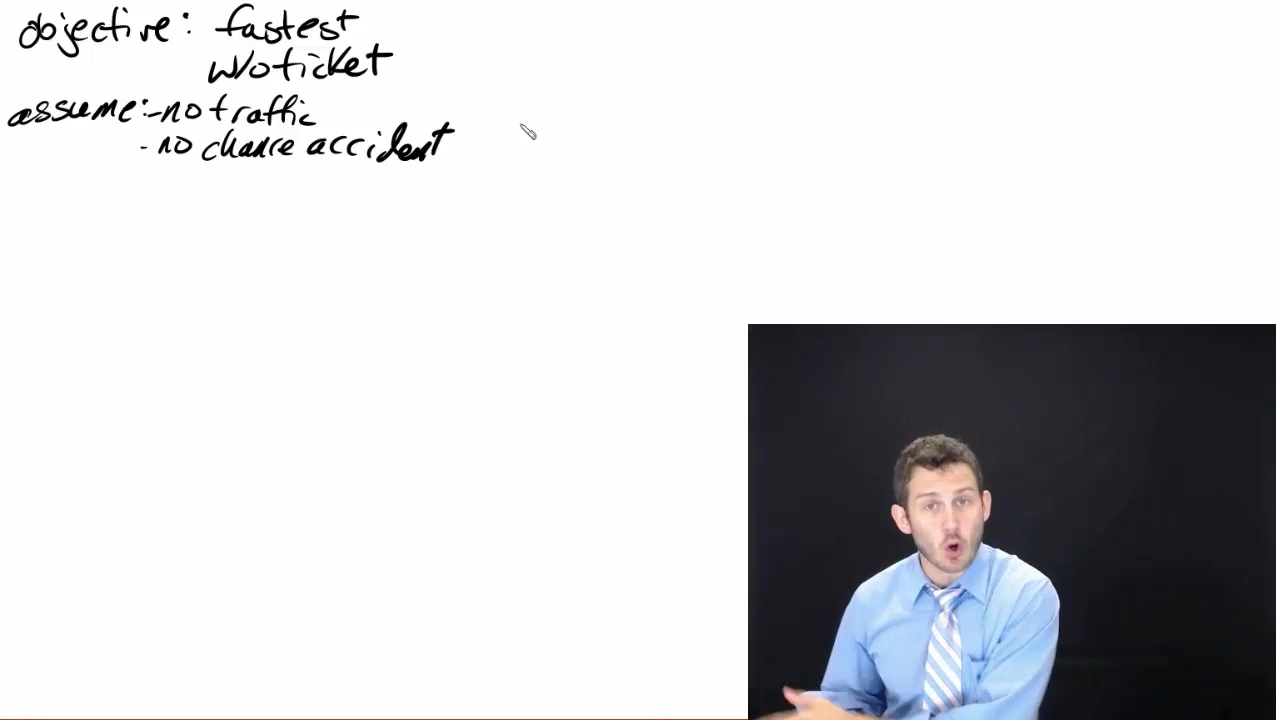 objective: fastest
w/o ticket
assume: - no traffic
- no chance accident